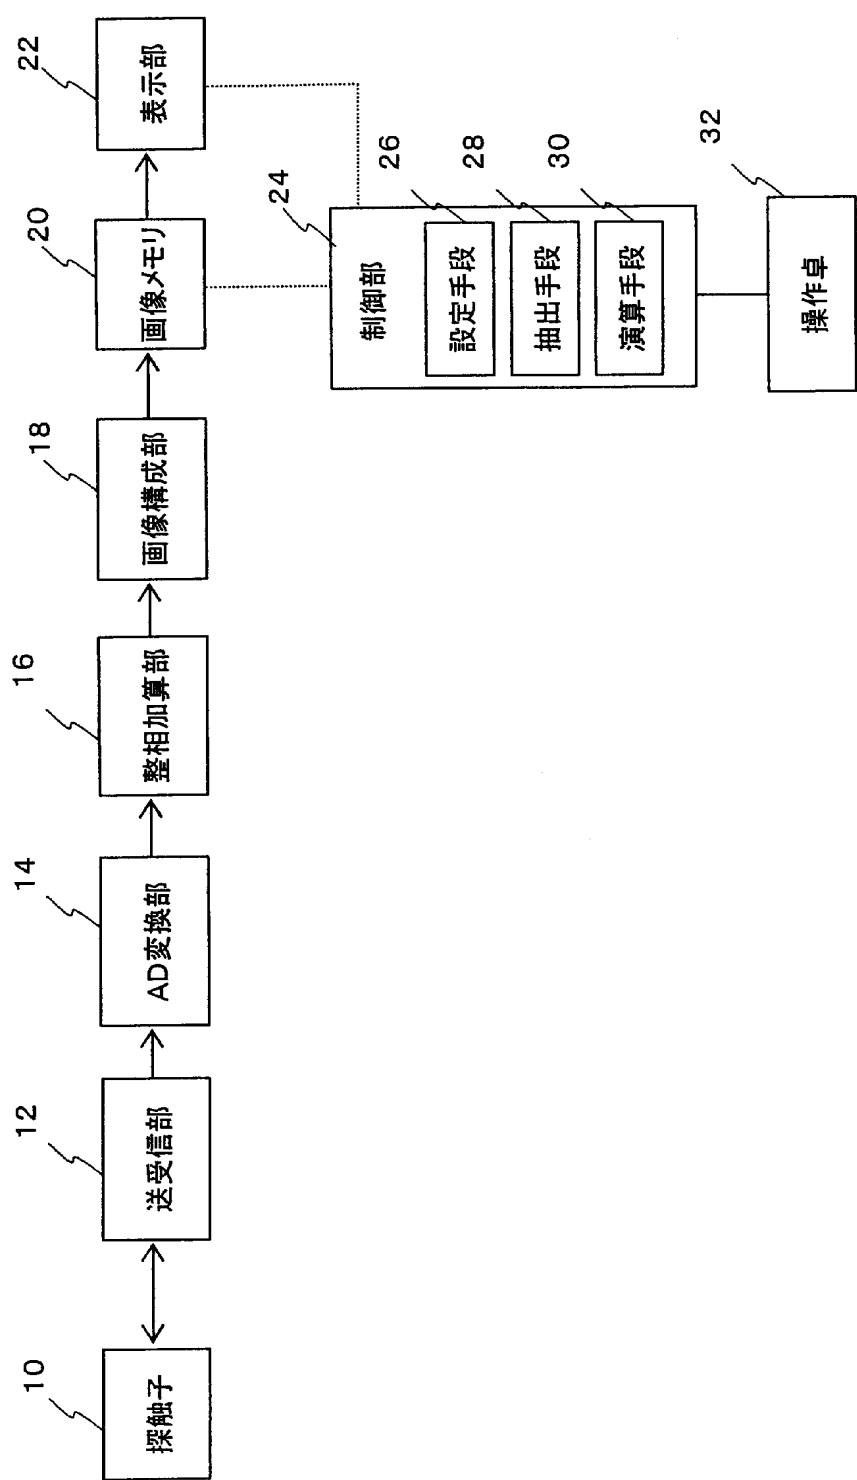 10
探触子
12
送受信部
14
AD変換部
16
整相加算部
18
画像構成部
20
画像メモリ
22
表示部
24
制御部
26
設定手段
28
抽出手段
30
演算手段
32
操作卓